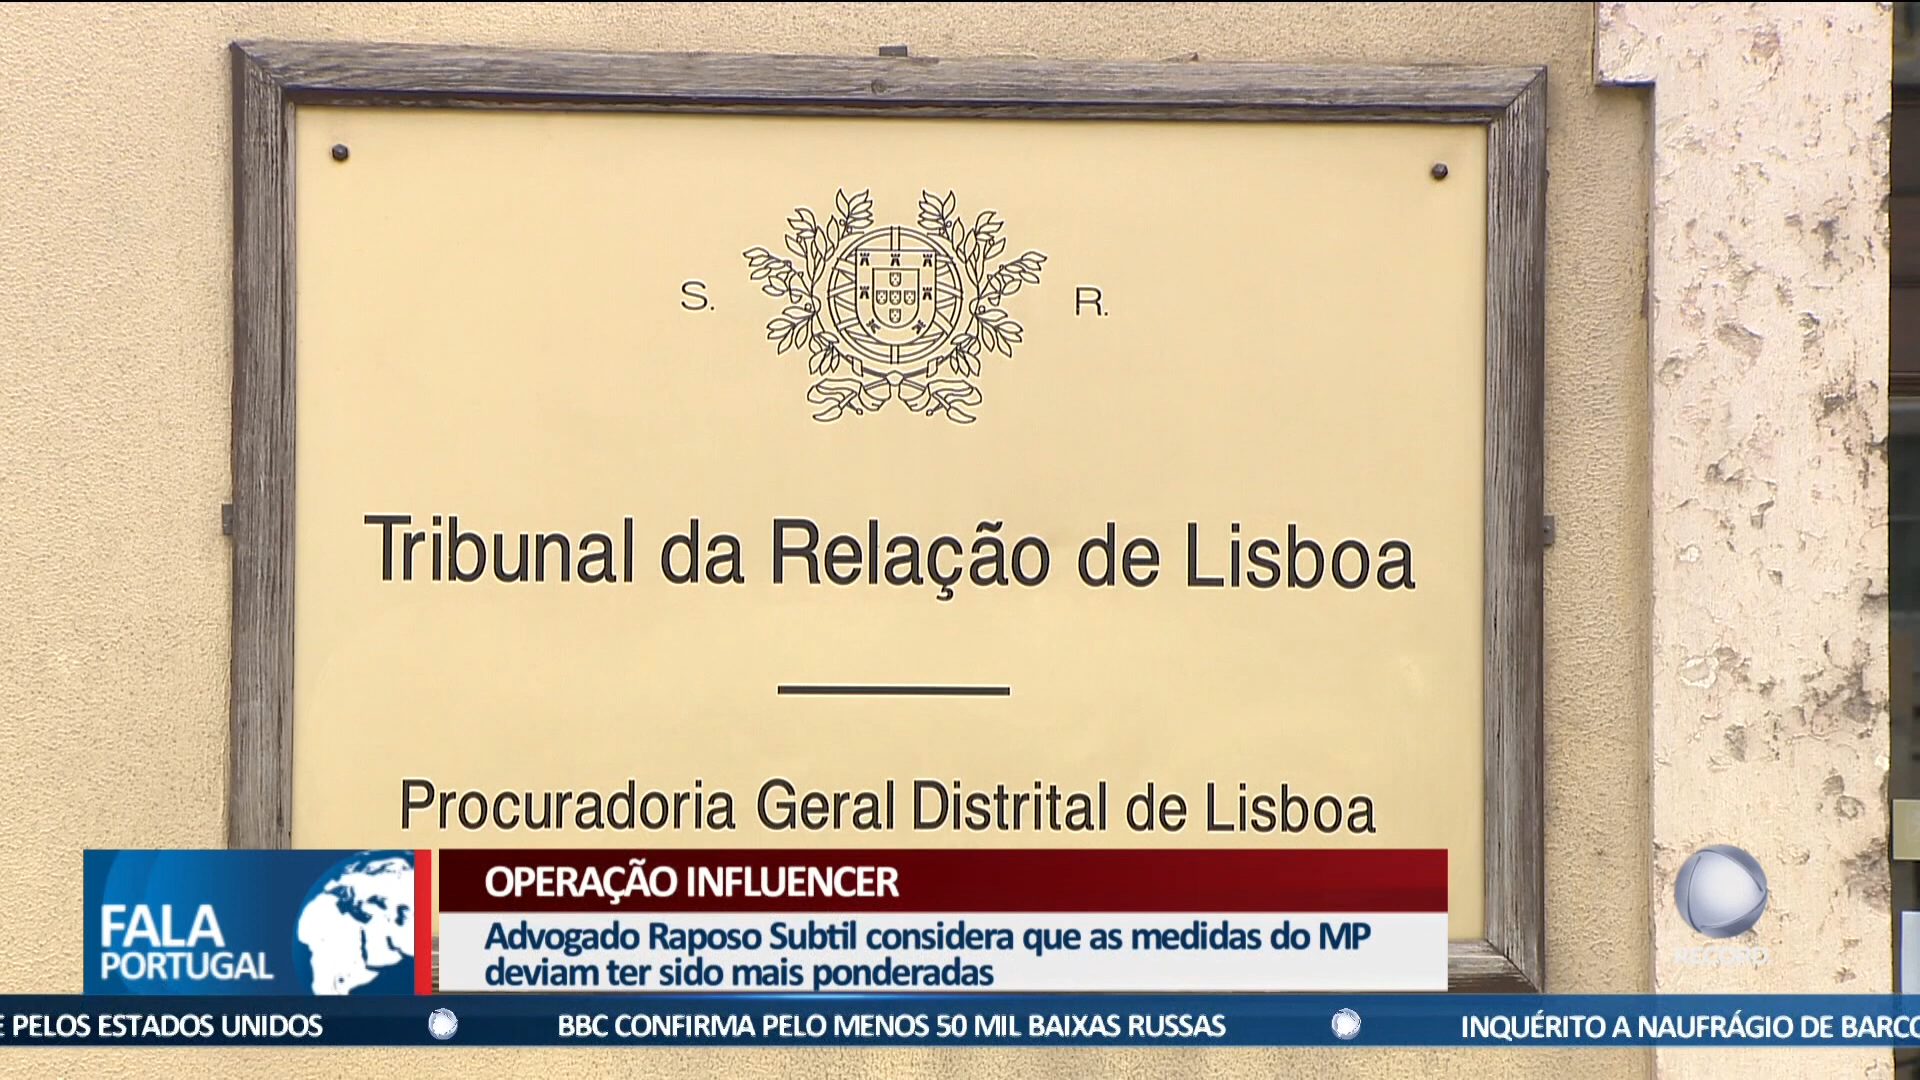 S. R.
Tribunal da Relação de Lisboa
Procuradoria Geral Distrital de Lisboa
OPERAÇÃO INFLUENCER
Advogado Raposo Subtil considera que as medidas do MP
deviam ter sido mais ponderadas
FALA
PORTUGAL
RECORD
E PELOS ESTADOS UNIDOS BBC CONFIRMA PELO MENOS 50 MIL BAIXAS RUSSAS INQUÉRITO A NAUFRÁGIO DE BARCO